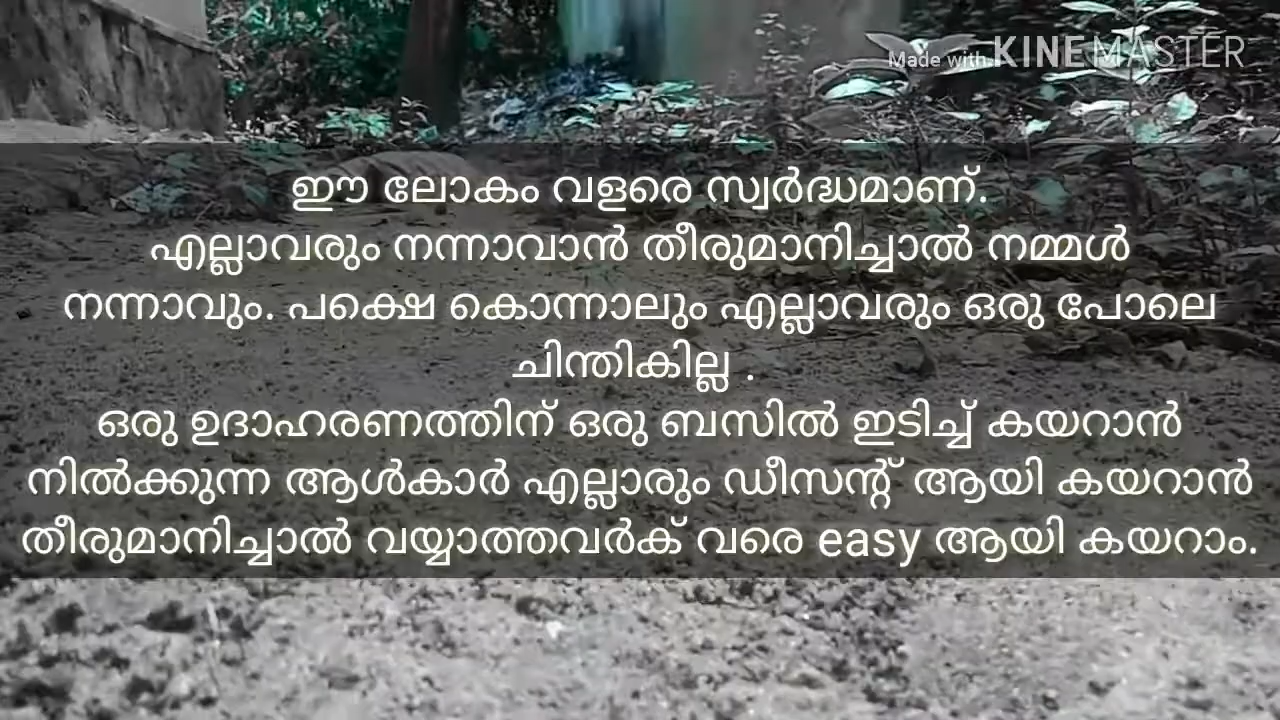 Made with KINEMASTER
ഈ ലോകം വളരെ സ്വർദ്ധമാണ്.
എല്ലാവരും നന്നാവാൻ തീരുമാനിച്ചാൽ നമ്മൾ
നന്നാവും. പക്ഷെ കൊന്നാലും എല്ലാവരും ഒരു പോലെ
ചിന്തികില്ല .
ഒരു ഉദാഹരണത്തിന് ഒരു ബസിൽ ഇടിച്ച് കയറാൻ
നിൽക്കുന്ന ആൾകാർ എല്ലാരും ഡീസന്റ് ആയി കയറാൻ
തീരുമാനിച്ചാൽ വയ്യാത്തവർക് വരെ easy ആയി കയറാം.